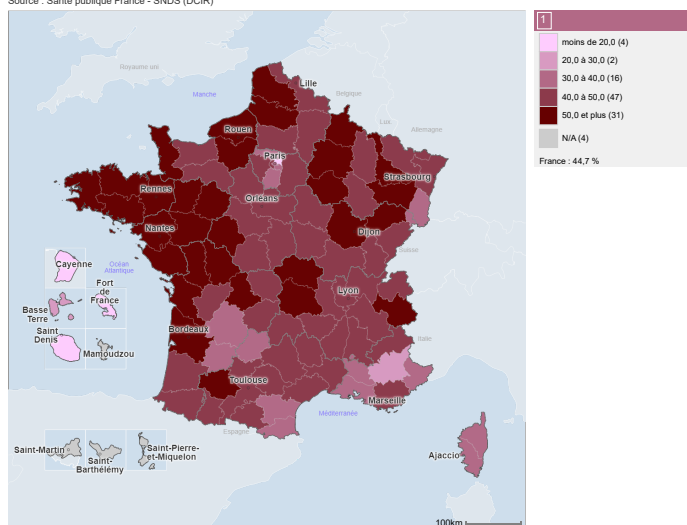 Source : Santé publique France - SNDS (DCIR)
1
moins de 20,0 (4)
20,0 à 30,0 (2)
30,0 à 40,0 (16)
40,0 à 50,0 (47)
50,0 et plus (31)
N/A (4)
France : 44,7 %
Royaume uni
Manche
Lille
Belgique
Lux.
Allemagne
Rouen
Paris
Strasbourg
Rennes
Orléans
Nantes
Dijon
Suisse
Océan
Atlantique
Cayenne
Fort
de
France
Basse
Terre
Saint
Denis
Mamoudzou
Lyon
Bordeaux
Italie
Toulouse
Marseille
Méditerranée
Espagne
Saint-Martin
Saint-
Barthélémy
Saint-Pierre-
et-Miquelon
Ajaccio
100km